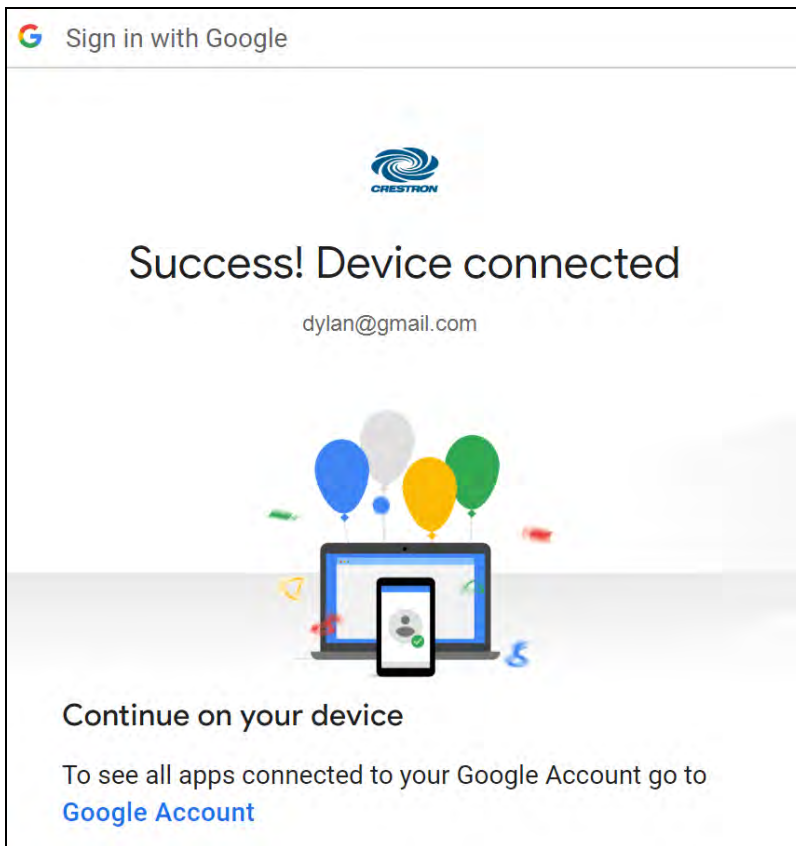 Sign in with Google
CRESTRON
Success! Device connected
dylan@gmail.com
Continue on your device
To see all apps connected to your Google Account go to
Google Account